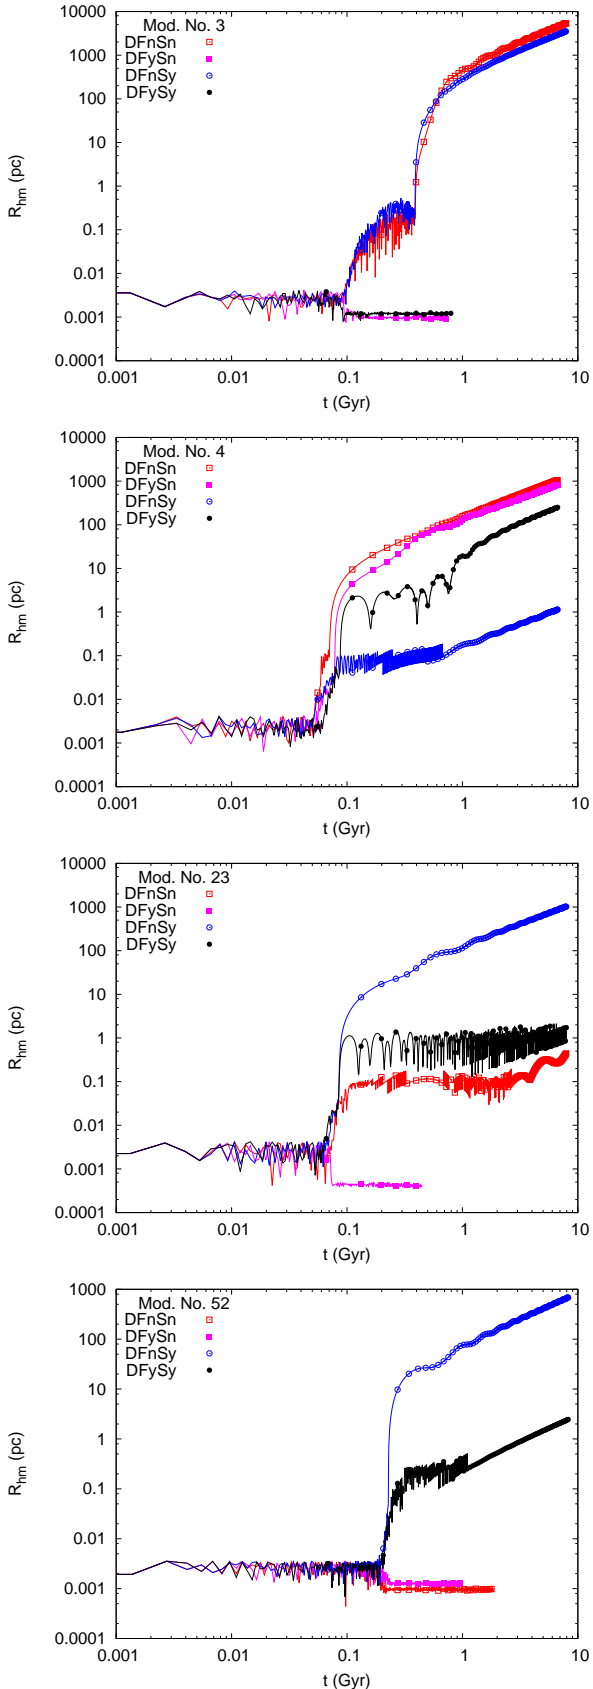 Mod. No. 3
DFnSn
DFySn
DFnSy
DFySy
10000
1000
100
10
1
0.1
0.01
0.001
0.0001
R_hm (pc)
0.001 0.01 0.1 1 10
t (Gyr)
Mod. No. 4
DFnSn
DFySn
DFnSy
DFySy
10000
1000
100
10
1
0.1
0.01
0.001
0.0001
R_hm (pc)
0.001 0.01 0.1 1 10
t (Gyr)
Mod. No. 23
DFnSn
DFySn
DFnSy
DFySy
10000
1000
100
10
1
0.1
0.01
0.001
0.0001
R_hm (pc)
0.001 0.01 0.1 1 10
t (Gyr)
Mod. No. 52
DFnSn
DFySn
DFnSy
DFySy
1000
100
10
1
0.1
0.01
0.001
0.0001
R_hm (pc)
0.001 0.01 0.1 1 10
t (Gyr)